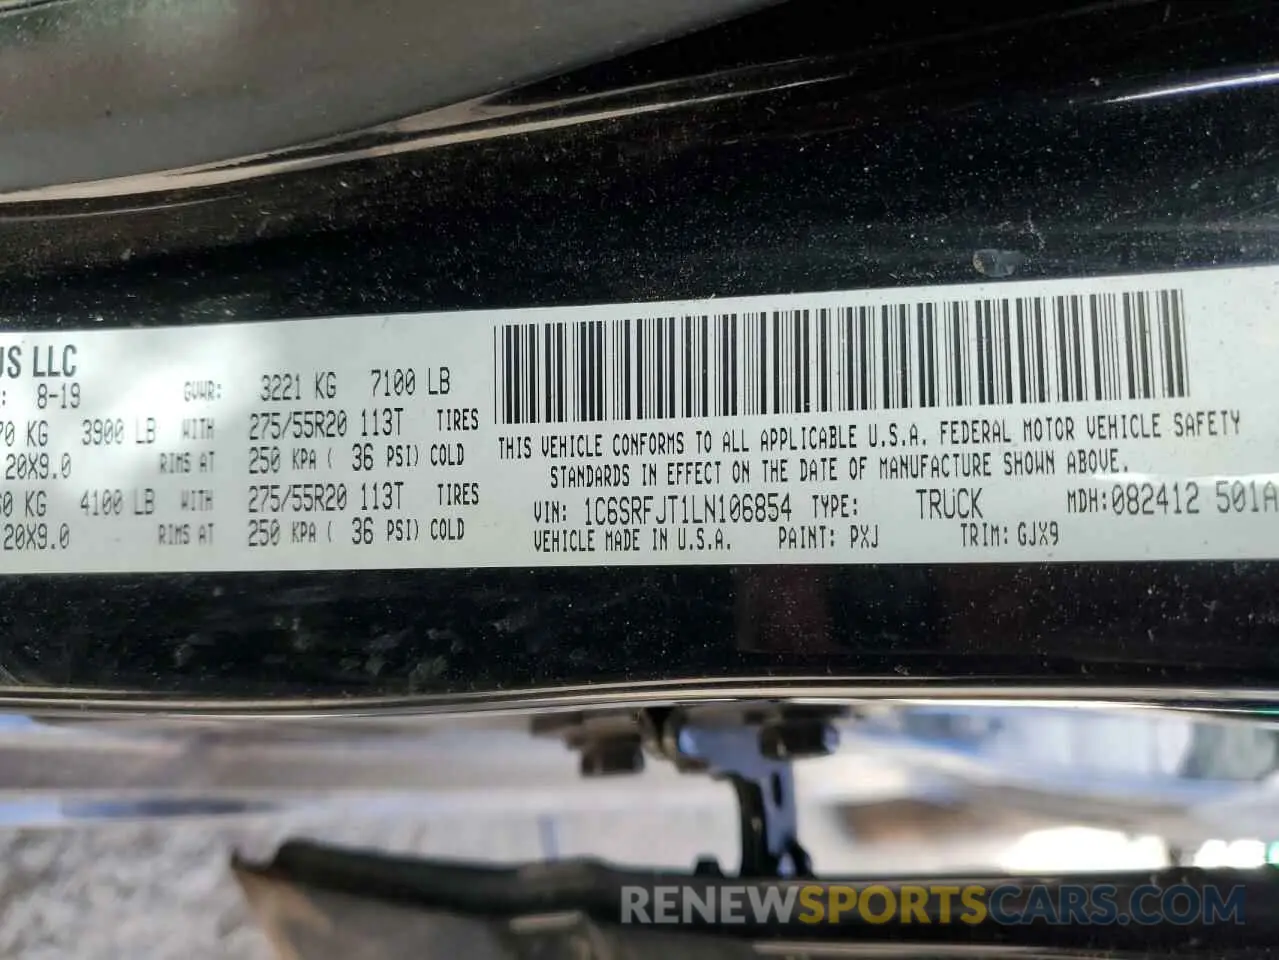 US LLC
: 8-19 GVWR: 3221 KG 7100 LB
70 KG 3900 LB WITH 275/55R20 113T TIRES
20X9.0 RIMS AT 250 KPA ( 36 PSI) COLD
60 KG 4100 LB WITH 275/55R20 113T TIRES
20X9.0 RIMS AT 250 KPA ( 36 PSI) COLD
THIS VEHICLE CONFORMS TO ALL APPLICABLE U.S.A. FEDERAL MOTOR VEHICLE SAFETY
STANDARDS IN EFFECT ON THE DATE OF MANUFACTURE SHOWN ABOVE.
VIN: 1C6SRFJT1LN106854 TYPE: TRUCK MDH:082412 501A
VEHICLE MADE IN U.S.A. PAINT: PXJ TRIM: GJX9
RENEWSPORTSCARS.COM